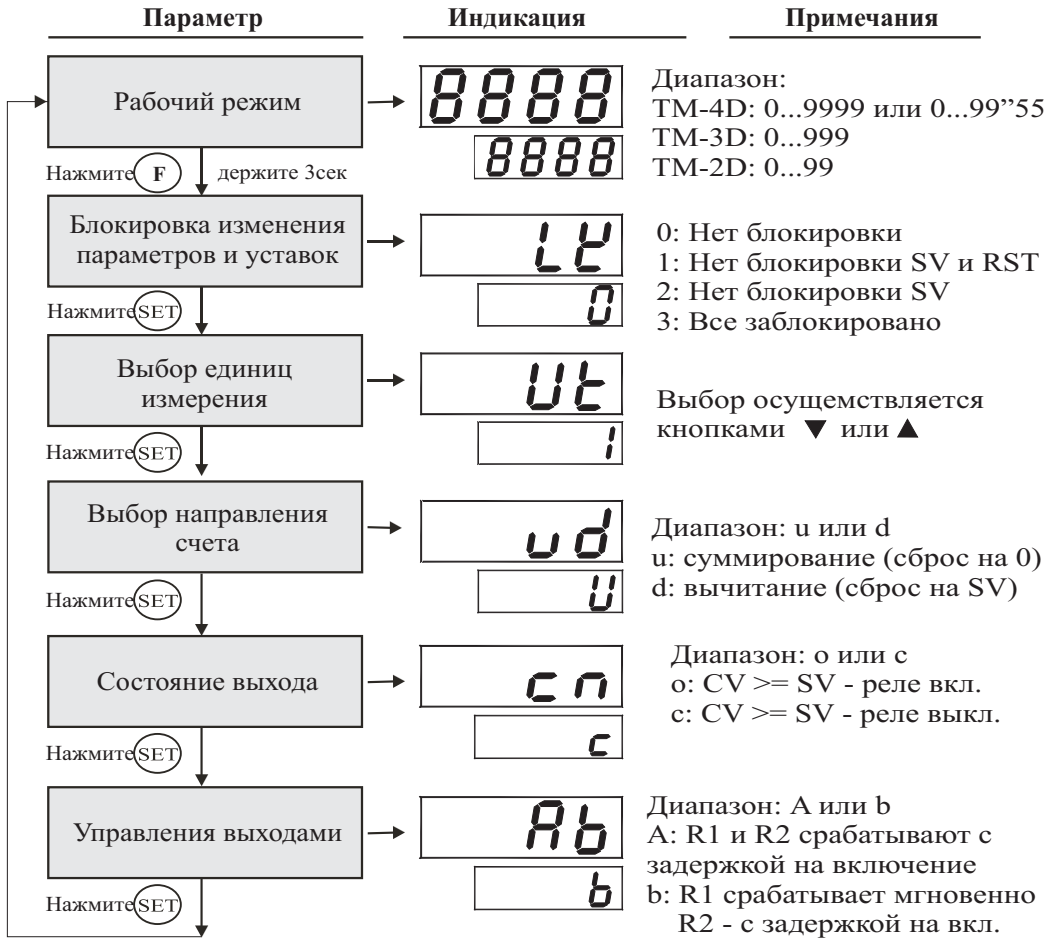 Параметр Индикация Примечания
Рабочий режим
8888
8888
Диапазон:
TM-4D: 0...9999 или 0...99”55
TM-3D: 0...999
TM-2D: 0...99
Нажмите F держите 3сек
Блокировка изменения
параметров и уставок
LK
0
0: Нет блокировки
1: Нет блокировки SV и RST
2: Нет блокировки SV
3: Все заблокировано
Нажмите SET
Выбор единиц
измерения
Ut
1
Выбор осущемствляется
кнопками ▼ или ▲
Нажмите SET
Выбор направления
счета
ud
U
Диапазон: u или d
u: суммирование (сброс на 0)
d: вычитание (сброс на SV)
Нажмите SET
Состояние выхода
cn
c
Диапазон: о или с
о: CV >= SV - реле вкл.
с: CV >= SV - реле выкл.
Нажмите SET
Управления выходами
Ab
b
Диапазон: A или b
A: R1 и R2 срабатывают с
задержкой на включение
b: R1 срабатывает мгновенно
R2 - с задержкой на вкл.
Нажмите SET